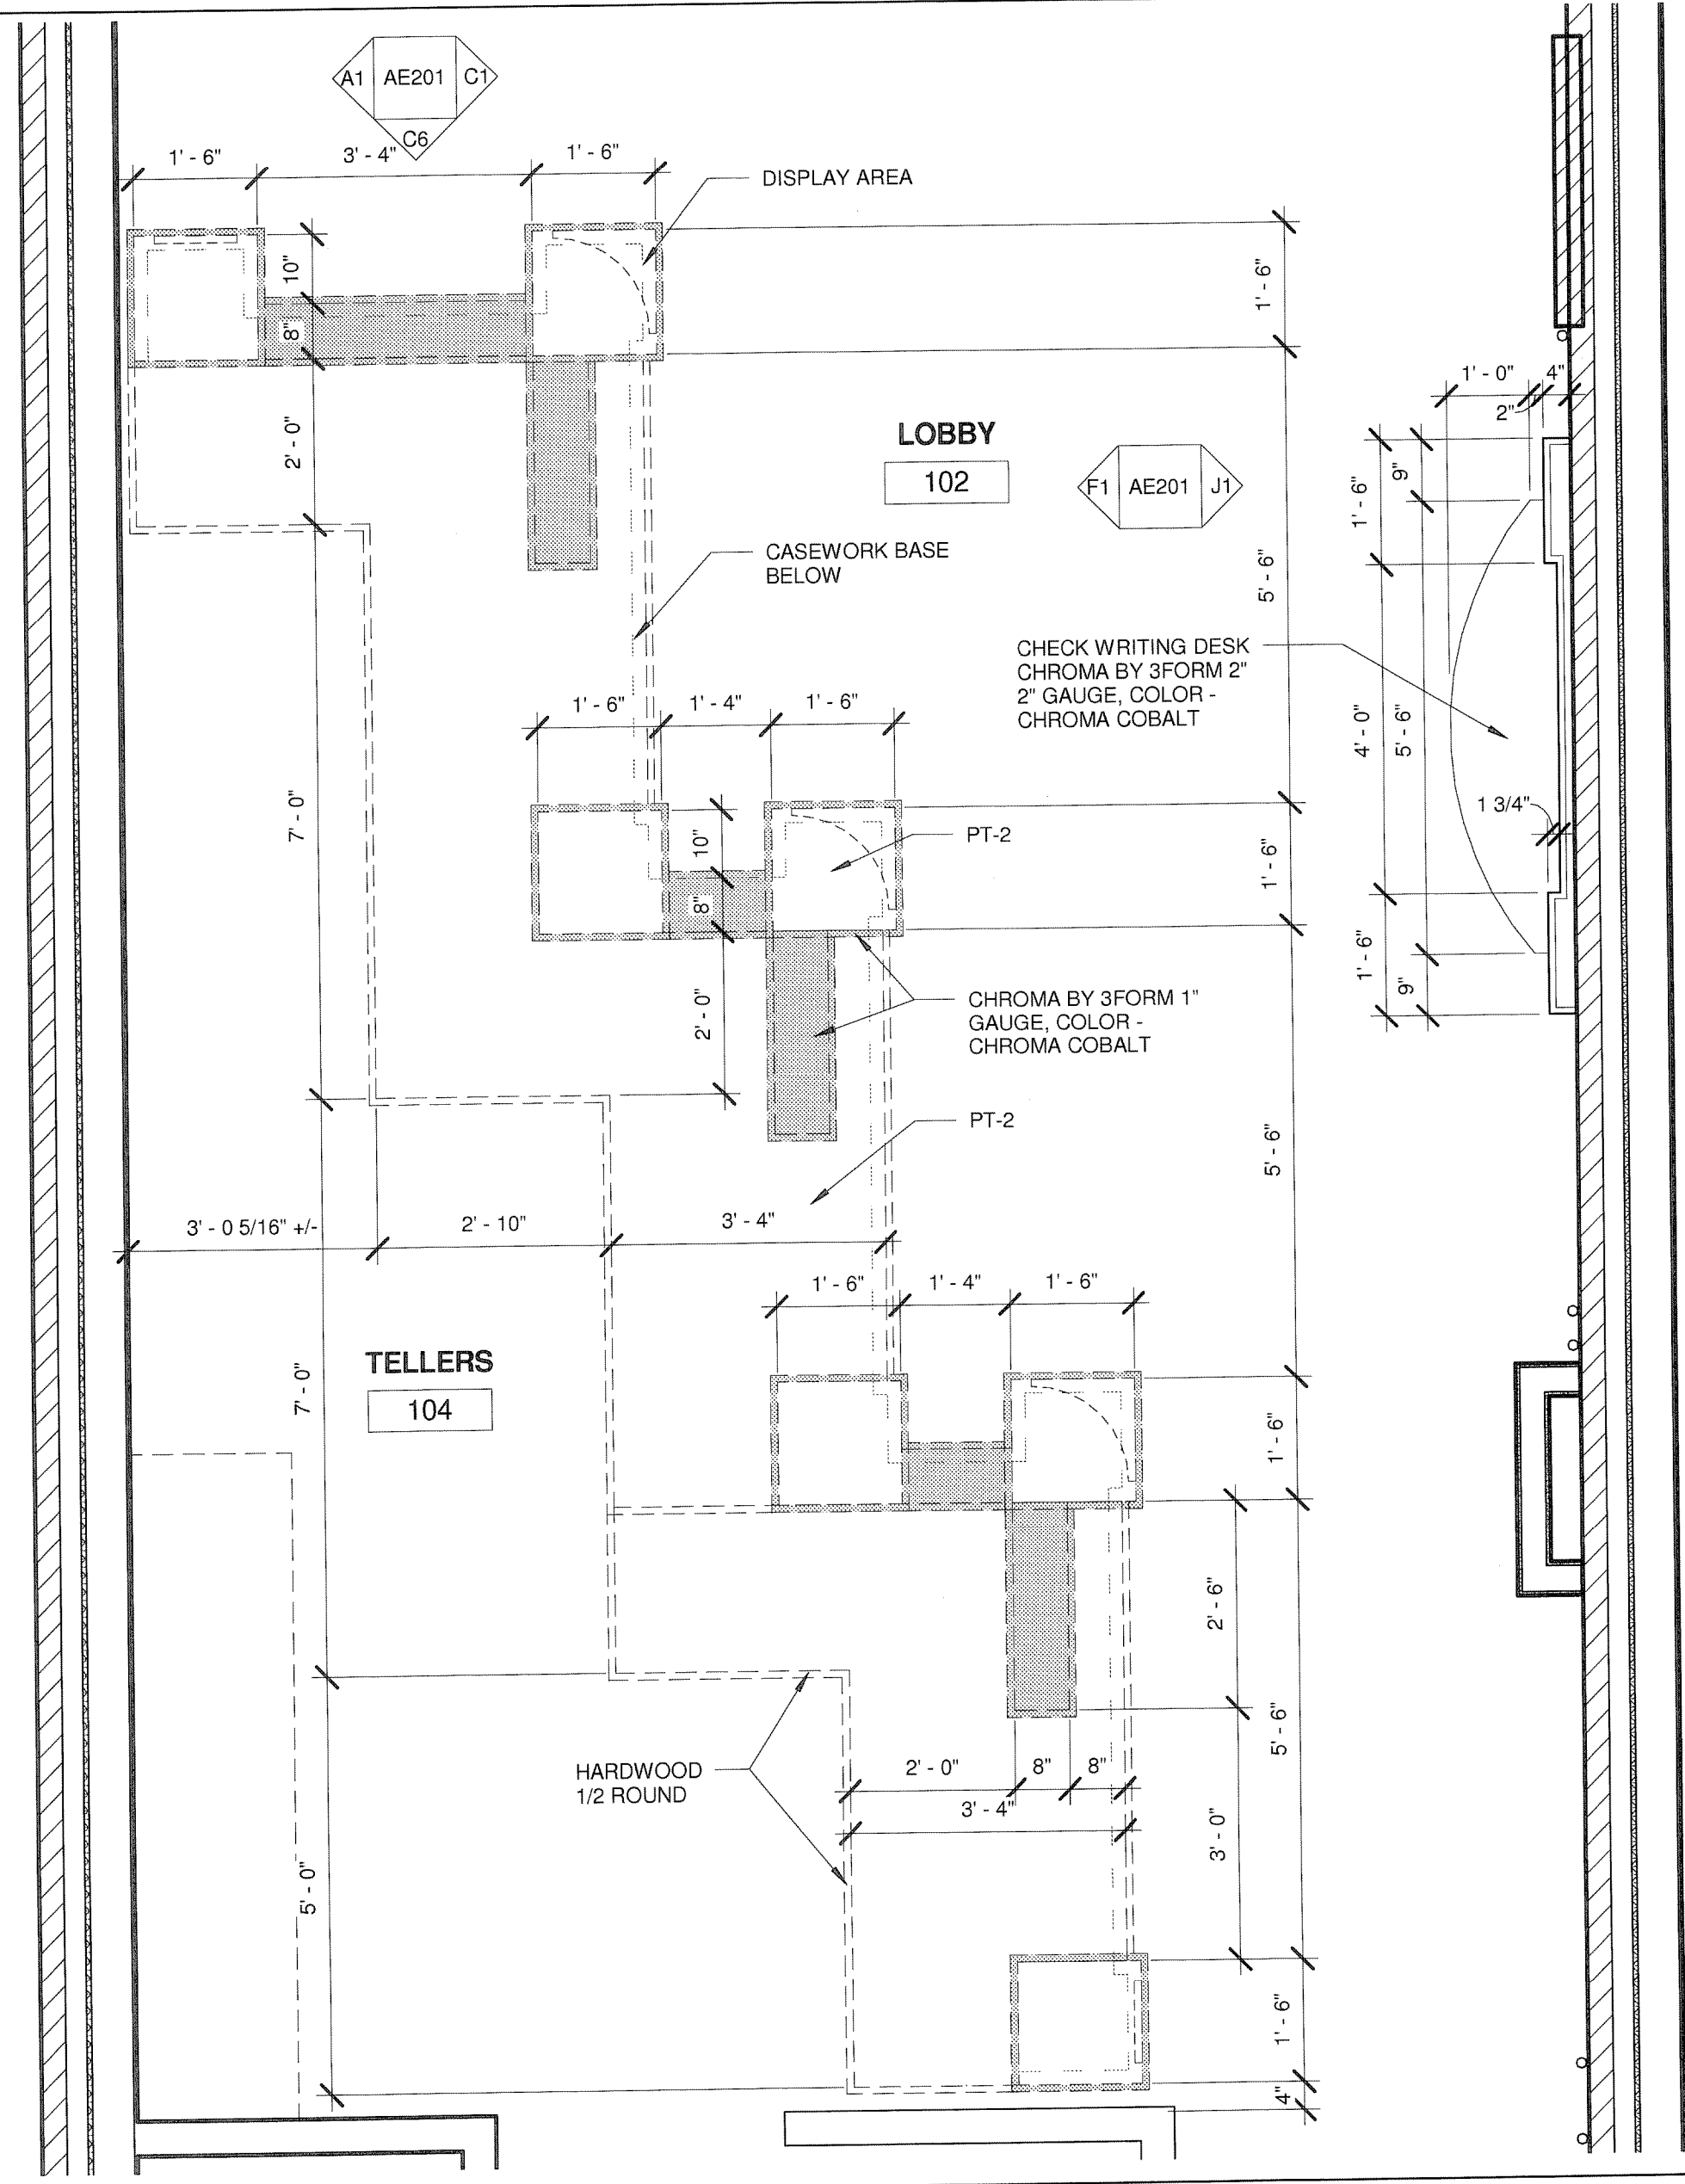 A1 AE201 C1
C6
1' - 6" 3' - 4" 1' - 6"
DISPLAY AREA
10"
8"
1' - 6"
2' - 0"
LOBBY
102
F1 AE201 J1
1' - 0" 4"
2"
9"
1' - 6"
CASEWORK BASE
BELOW
5' - 6"
CHECK WRITING DESK
CHROMA BY 3FORM 2"
2" GAUGE, COLOR -
CHROMA COBALT
4' - 0"
5' - 6"
1 3/4"
1' - 6"
9"
1' - 6" 1' - 4" 1' - 6"
7' - 0"
10"
8"
PT-2
1' - 6"
2' - 0"
CHROMA BY 3FORM 1"
GAUGE, COLOR -
CHROMA COBALT
PT-2
5' - 6"
3' - 0 5/16" +/- 2' - 10" 3' - 4"
1' - 6" 1' - 4" 1' - 6"
TELLERS
104
7' - 0"
1' - 6"
2' - 6"
5' - 6"
HARDWOOD
1/2 ROUND
2' - 0" 8" 8"
3' - 4"
3' - 0"
5' - 0"
1' - 6"
4"